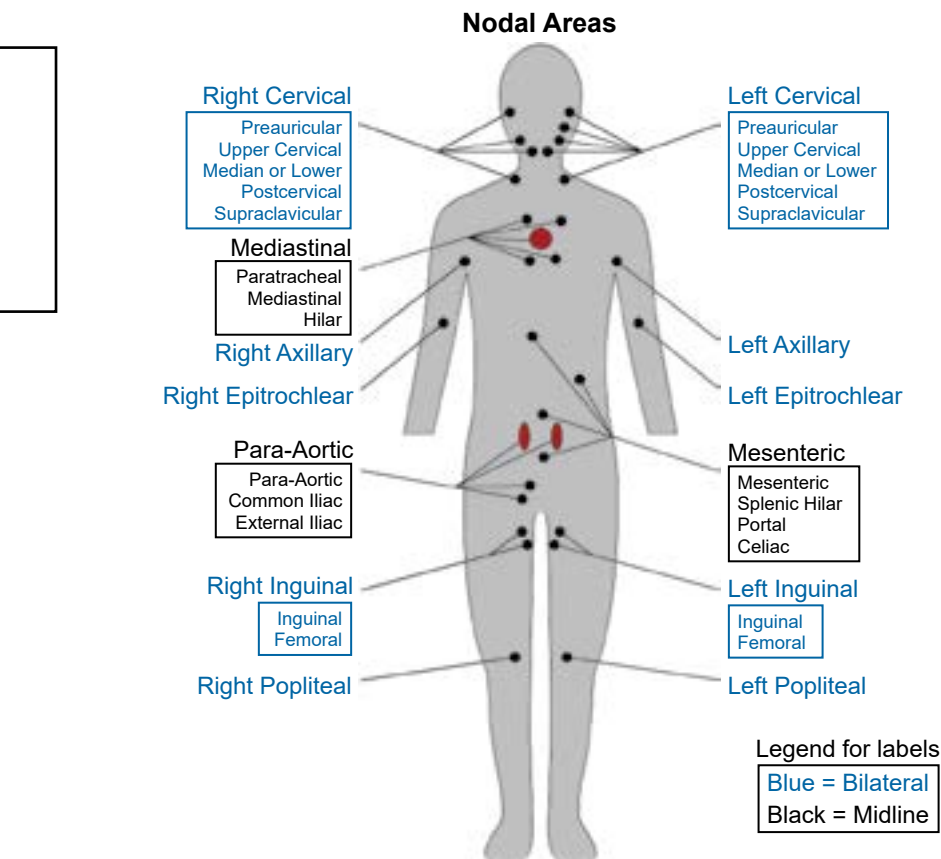 Nodal Areas
Right Cervical
Preauricular
Upper Cervical
Median or Lower
Postcervical
Supraclavicular
Mediastinal
Paratracheal
Mediastinal
Hilar
Right Axillary
Right Epitrochlear
Para-Aortic
Para-Aortic
Common Iliac
External Iliac
Right Inguinal
Inguinal
Femoral
Right Popliteal
Left Cervical
Preauricular
Upper Cervical
Median or Lower
Postcervical
Supraclavicular
Left Axillary
Left Epitrochlear
Mesenteric
Mesenteric
Splenic Hilar
Portal
Celiac
Left Inguinal
Inguinal
Femoral
Left Popliteal
Legend for labels
Blue = Bilateral
Black = Midline